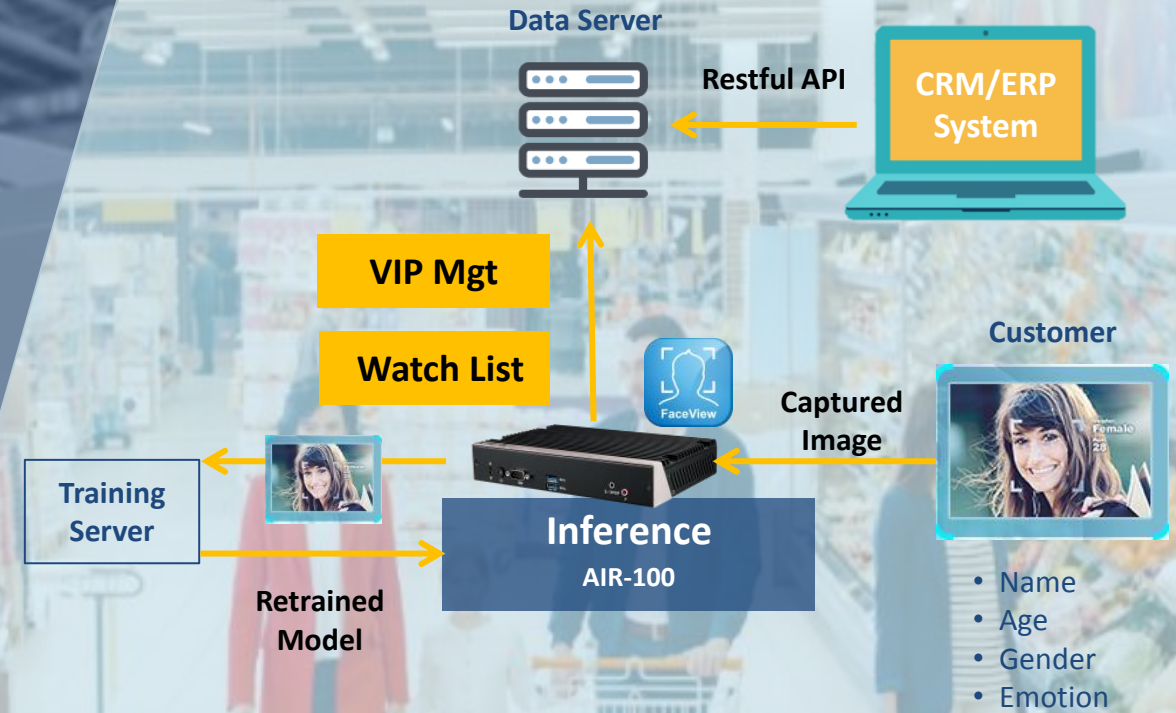 Data Server
Restful API
CRM/ERP
System
VIP Mgt
Watch List
FaceView
Customer
Captured
Image
Female
28
Training
Server
Inference
AIR-100
Retrained
Model
• Name
• Age
• Gender
• Emotion